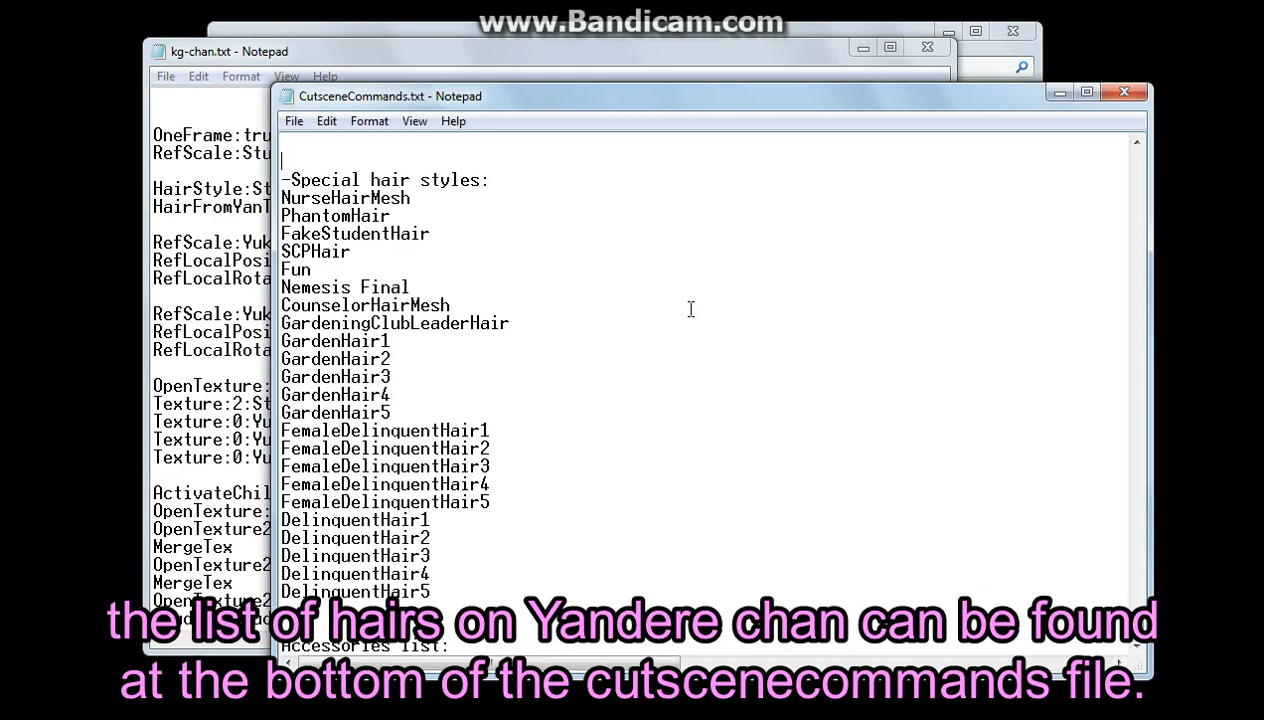 www.Bandicam.com
kg-chan.txt - Notepad
File Edit Format View Help
OneFrame:tru
RefScale:Stu
HairStyle:St
HairFromYanT
RefScale:Yuk
RefLocalPosi
RefLocalRota
RefScale:Yuk
RefLocalPosi
RefLocalRota
OpenTexture:
Texture:2:St
Texture:0:Yu
Texture:0:Yu
Texture:0:Yu
ActivateChil
OpenTexture:
OpenTexture2
MergeTex
OpenTexture2
MergeTex
OpenTexture2
CutsceneCommands.txt - Notepad
File Edit Format View Help
-Special hair styles:
NurseHairMesh
PhantomHair
FakeStudentHair
SCPHair
Fun
Nemesis Final
CounselorHairMesh
GardeningClubLeaderHair
GardenHair1
GardenHair2
GardenHair3
GardenHair4
GardenHair5
FemaleDelinquentHair1
FemaleDelinquentHair2
FemaleDelinquentHair3
FemaleDelinquentHair4
FemaleDelinquentHair5
DelinquentHair1
DelinquentHair2
DelinquentHair3
DelinquentHair4
DelinquentHair5
Accessories list:
the list of hairs on Yandere chan can be found
at the bottom of the cutscenecommands file.